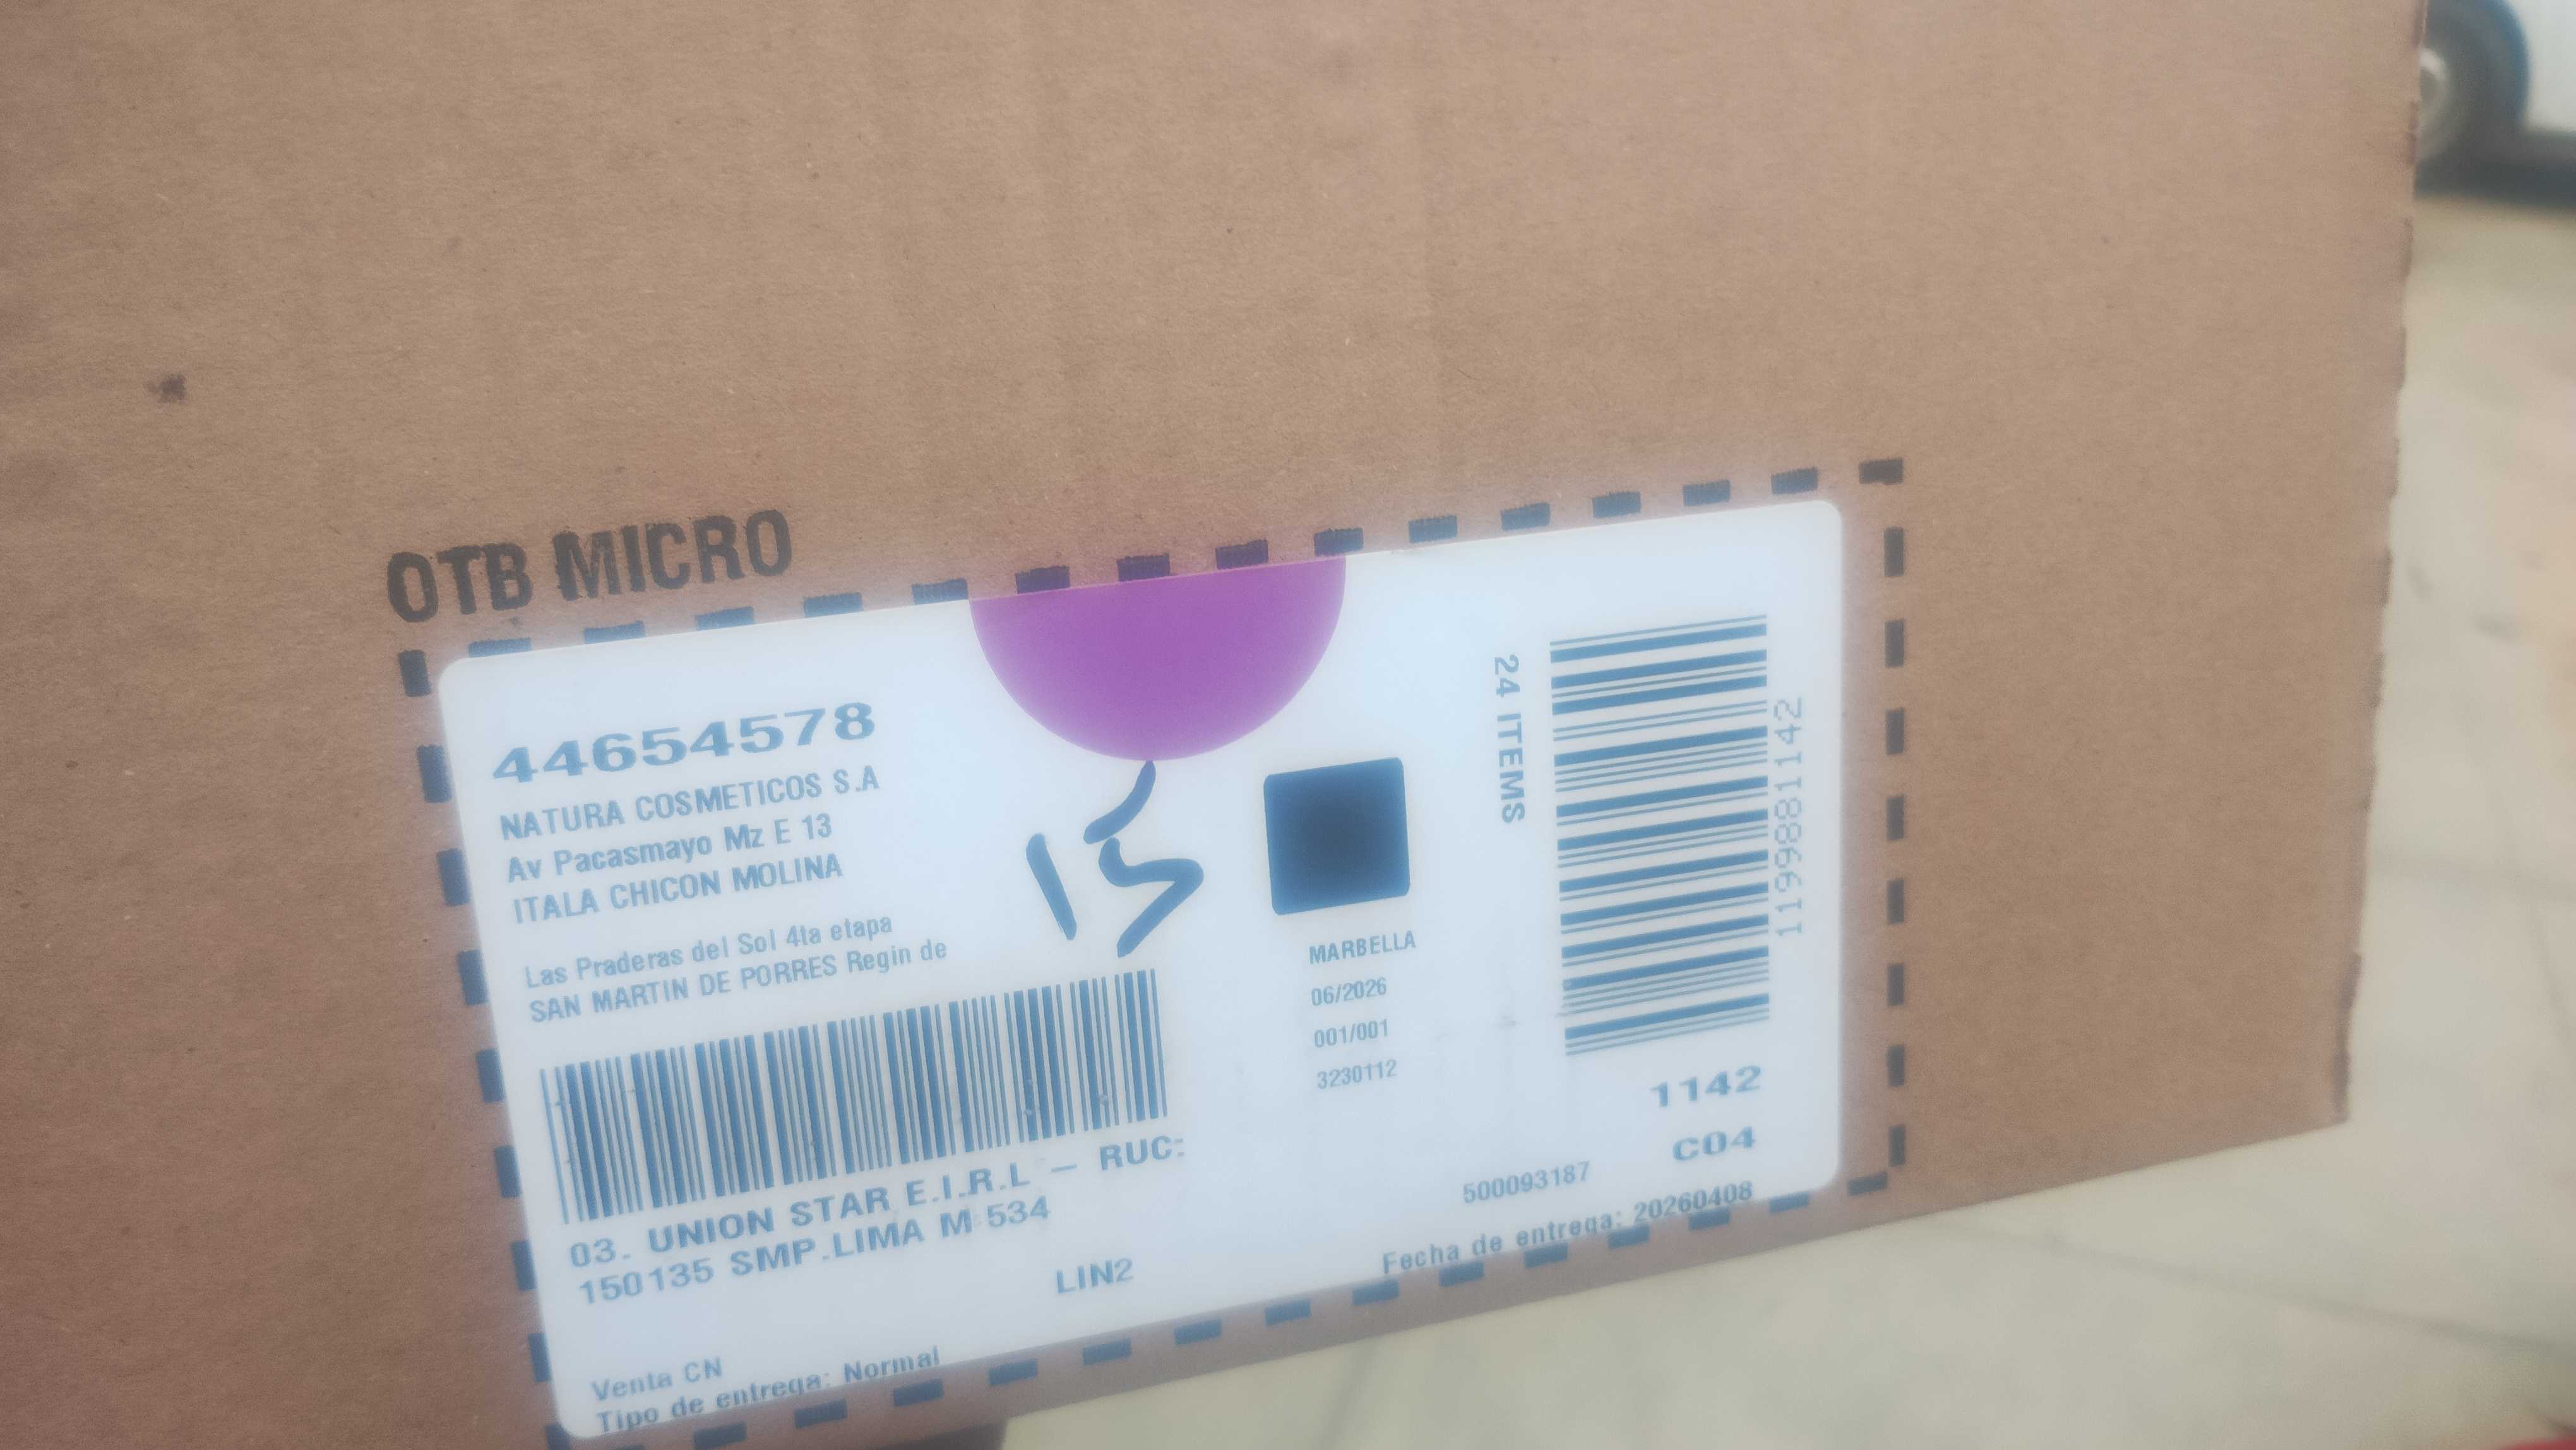 OTB MICRO
44654578
NATURA COSMETICOS S.A
Av Pacasmayo Mz E 13
ITALA CHICON MOLINA
Las Praderas del Sol 4ta etapa
SAN MARTIN DE PORRES Regin de
03. UNION STAR E.I.R.L - RUC:
150135 SMP.LIMA M 534
LIN2
Venta CN
Tipo de entrega: Normal
15
MARBELLA
06/2026
001/001
3230112
24 ITEMS
1199881142
1142
C04
500093187
Fecha de entrega: 20260408